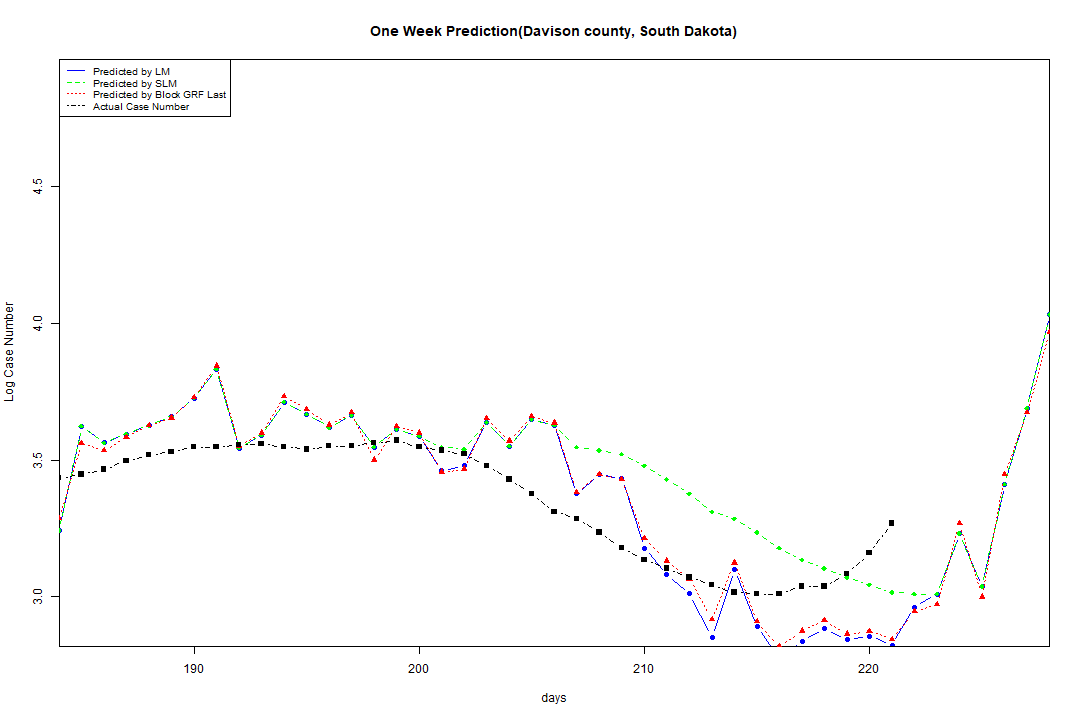 One Week Prediction(Davison county, South Dakota)
Predicted by LM
Predicted by SLM
Predicted by Block GRF Last
Actual Case Number
4.5
4.0
3.5
3.0
Log Case Number
190 200 210 220
days